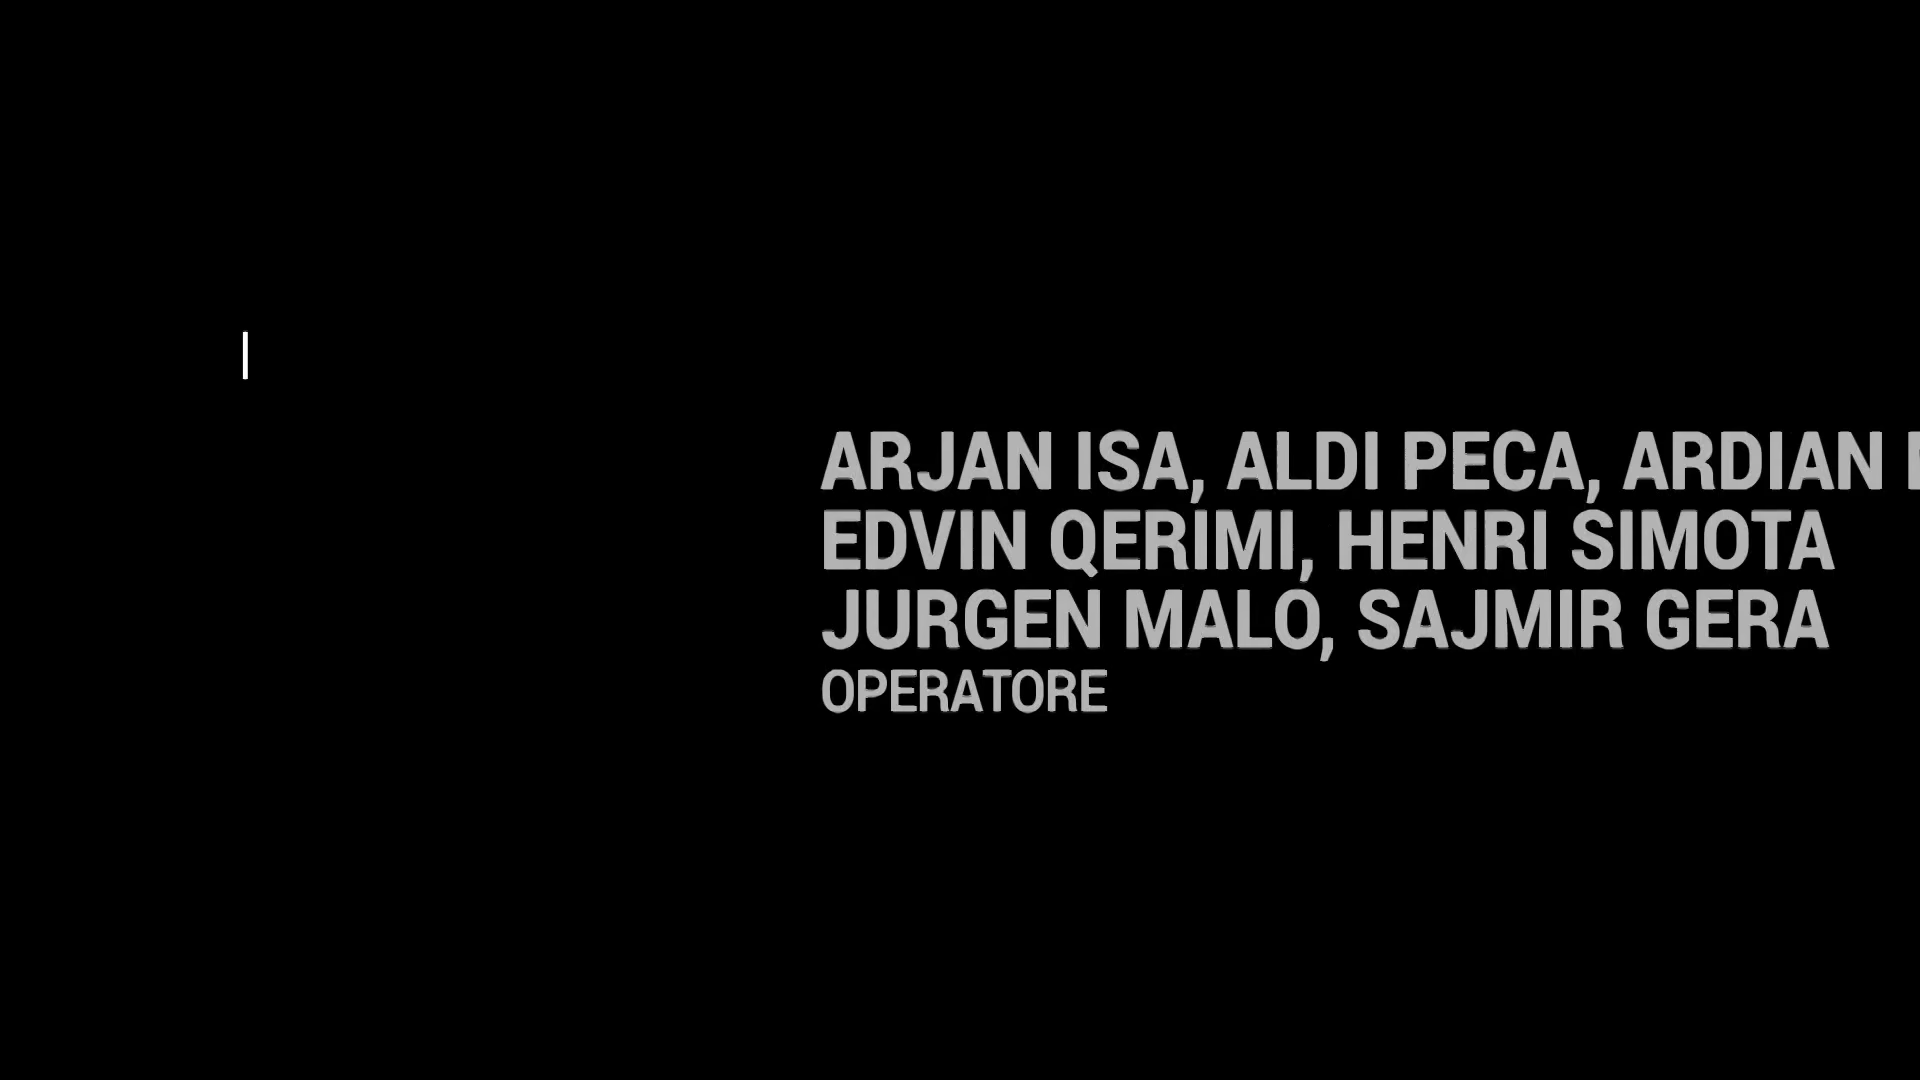 ARJAN ISA, ALDI PECA, ARDIAN
EDVIN QERIMI, HENRI SIMOTA
JURGEN MALO, SAJMIR GERA
OPERATORE